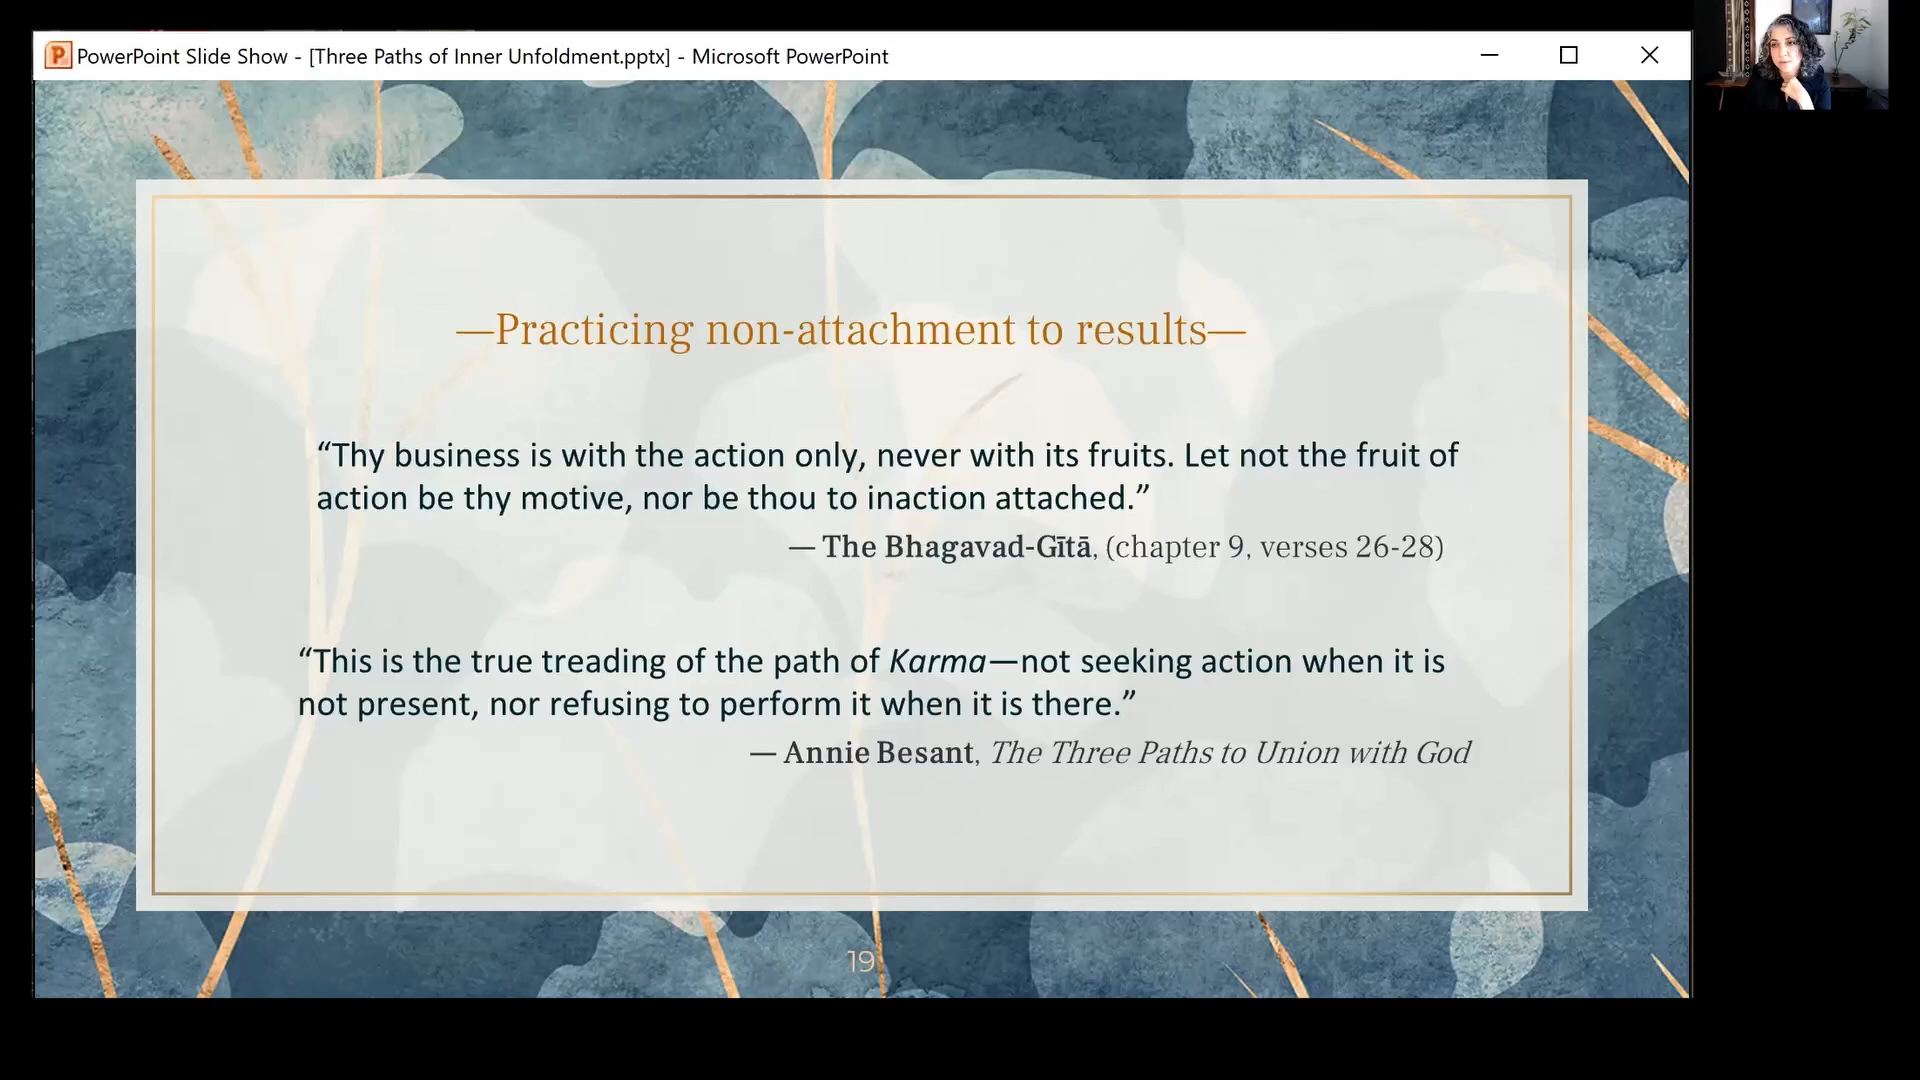 PowerPoint Slide Show - [Three Paths of Inner Unfoldment.pptx] - Microsoft PowerPoint
—Practicing non-attachment to results—
“Thy business is with the action only, never with its fruits. Let not the fruit of
action be thy motive, nor be thou to inaction attached.”
— The Bhagavad-Gītā, (chapter 9, verses 26-28)
“This is the true treading of the path of Karma—not seeking action when it is
not present, nor refusing to perform it when it is there.”
— Annie Besant, The Three Paths to Union with God
19